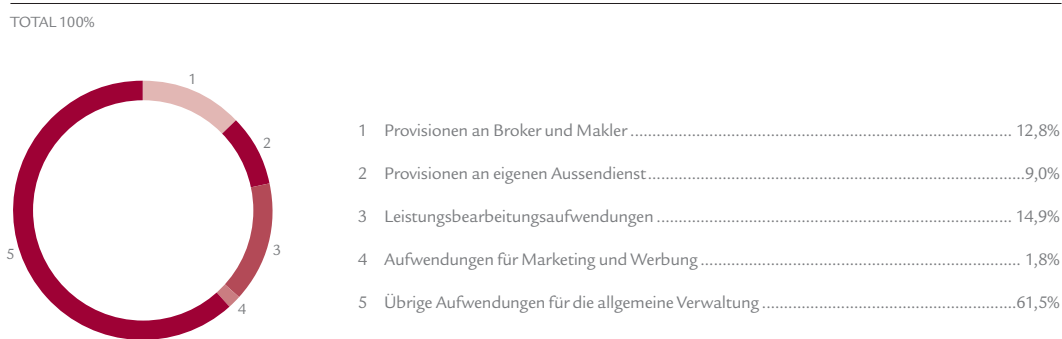 TOTAL 100%
1
2
3
4
5
1 Provisionen an Broker und Makler 12,8%
2 Provisionen an eigenen Aussendienst 9,0%
3 Leistungsbearbeitungsaufwendungen 14,9%
4 Aufwendungen für Marketing und Werbung 1,8%
5 Übrige Aufwendungen für die allgemeine Verwaltung 61,5%